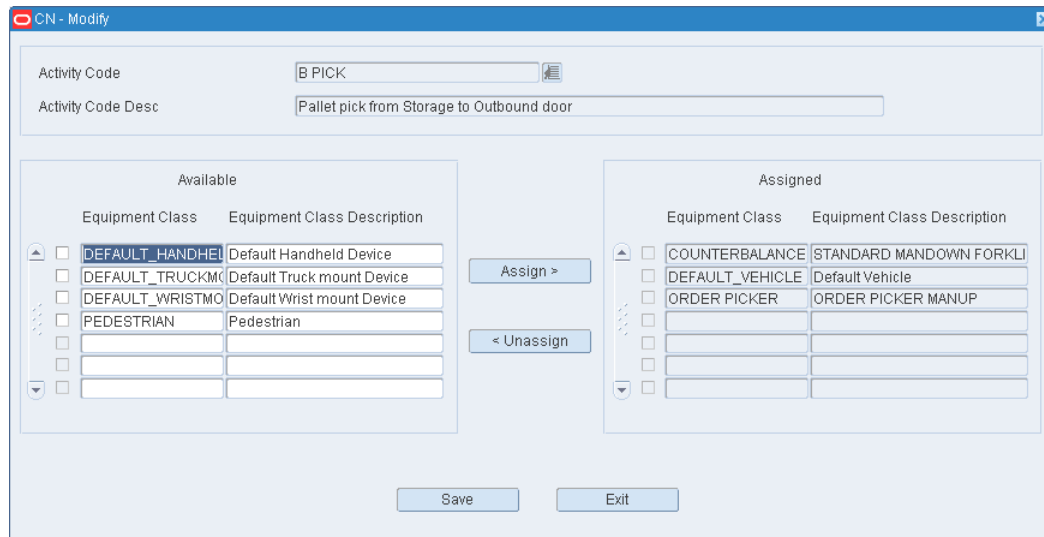 CN - Modify
Activity Code B PICK
Activity Code Desc Pallet pick from Storage to Outbound door
Available Assigned
Equipment Class Equipment Class Description Equipment Class Equipment Class Description
DEFAULT_HANDHEL Default Handheld Device COUNTERBALANCE STANDARD MANDOWN FORKLI
DEFAULT_TRUCKMO Default Truck mount Device Assign > DEFAULT_VEHICLE Default Vehicle
DEFAULT_WRISTMO Default Wrist mount Device ORDER PICKER ORDER PICKER MANUP
PEDESTRIAN Pedestrian
< Unassign
Save Exit